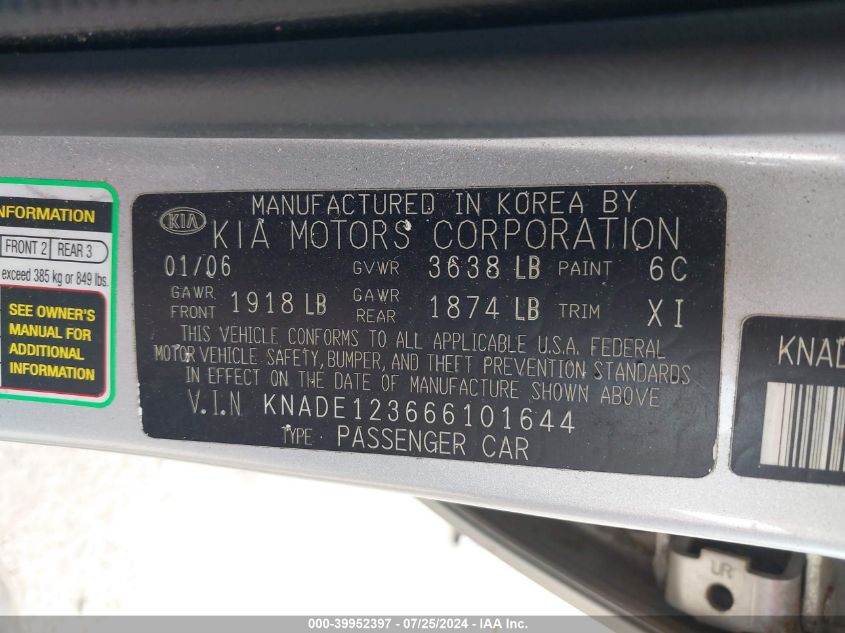 NFORMATION
FRONT 2 REAR 3
exceed 385 kg or 849 lbs.
SEE OWNER'S
MANUAL FOR
ADDITIONAL
INFORMATION
MANUFACTURED IN KOREA BY
KIA KIA MOTORS CORPORATION
01/06 GVWR 3638 LB PAINT 6C
GAWR FRONT 1918 LB GAWR REAR 1874 LB TRIM XI
THIS VEHICLE CONFORMS TO ALL APPLICABLE U.S.A. FEDERAL
MOTOR VEHICLE SAFETY, BUMPER, AND THEFT PREVENTION STANDARDS
IN EFFECT ON THE DATE OF MANUFACTURE SHOWN ABOVE
V.I.N KNADE123666101644
TYPE: PASSENGER CAR
KNADE
UR
000-39952397 - 07/25/2024 - IAA Inc.